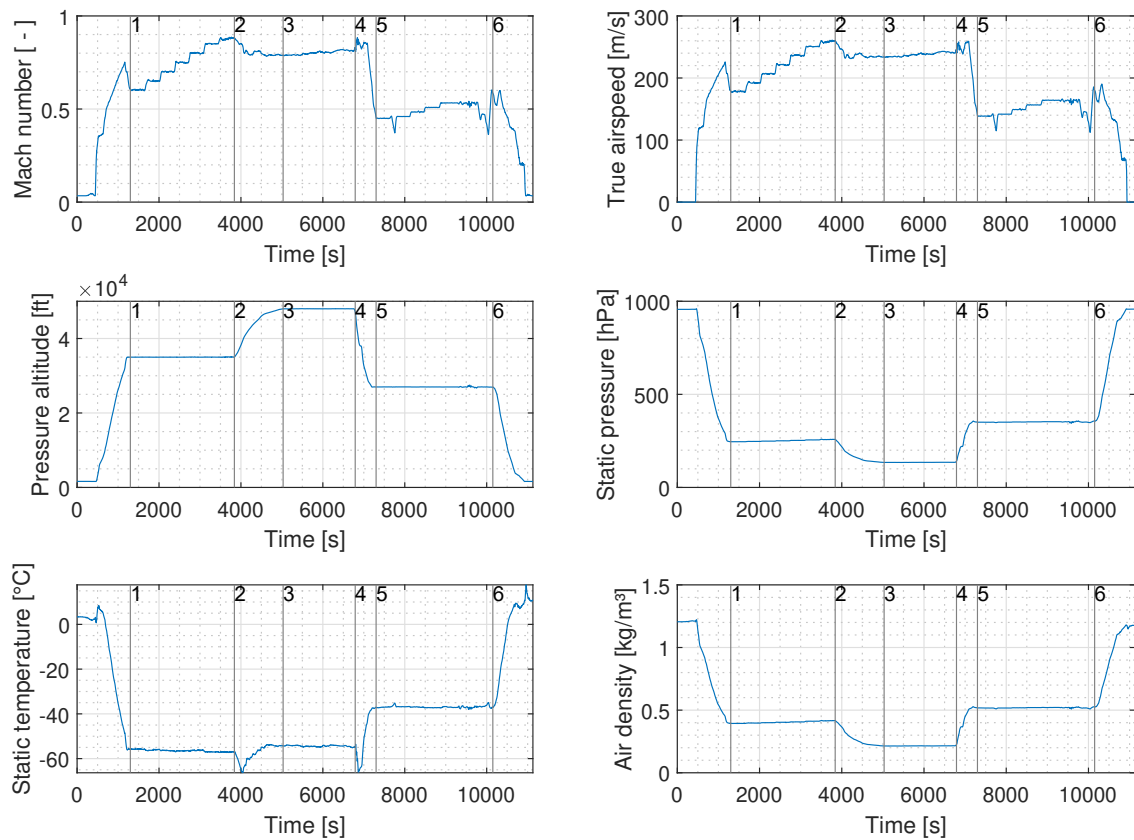 1 2 3 4 5 6
1
0.5
0
Mach number [ - ]
0 2000 4000 6000 8000 10000
Time [s]
1 2 3 4 5 6
300
200
100
0
True airspeed [m/s]
0 2000 4000 6000 8000 10000
Time [s]
× 10⁴
1 2 3 4 5 6
4
2
0
Pressure altitude [ft]
0 2000 4000 6000 8000 10000
Time [s]
1 2 3 4 5 6
1000
500
0
Static pressure [hPa]
0 2000 4000 6000 8000 10000
Time [s]
1 2 3 4 5 6
0
-20
-40
-60
Static temperature [°C]
0 2000 4000 6000 8000 10000
Time [s]
1 2 3 4 5 6
1.5
1
0.5
0
Air density [kg/m³]
0 2000 4000 6000 8000 10000
Time [s]